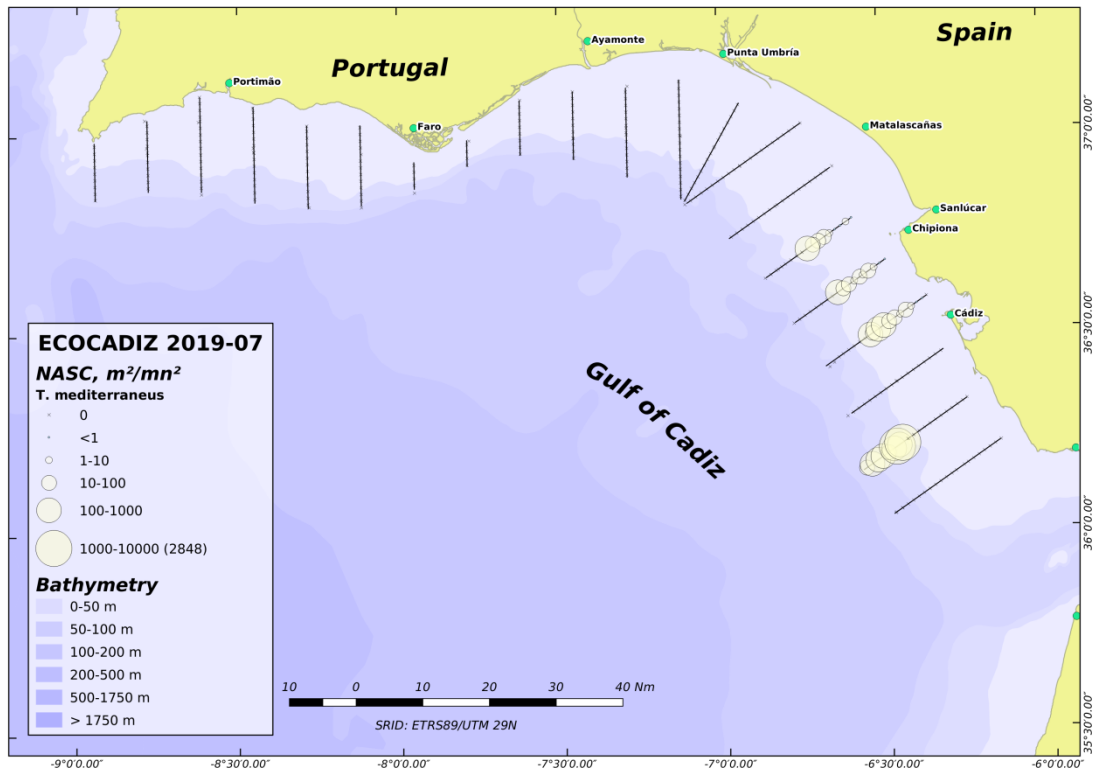 Spain
Portugal
Ayamonte
Punta Umbría
Portimão
Faro
Matalascañas
Sanlúcar
Chipiona
Cádiz
Gulf of Cadiz
37°0'0.00″
36°30'0.00″
36°0'0.00″
35°30'0.00″
ECOCADIZ 2019-07
NASC, m²/mn²
T. mediterraneus
0
<1
1-10
10-100
100-1000
1000-10000 (2848)
Bathymetry
0-50 m
50-100 m
100-200 m
200-500 m
500-1750 m
> 1750 m
10 0 10 20 30 40 Nm
SRID: ETRS89/UTM 29N
-9°0'0.00″ -8°30'0.00″ -8°0'0.00″ -7°30'0.00″ -7°0'0.00″ -6°30'0.00″ -6°0'0.00″